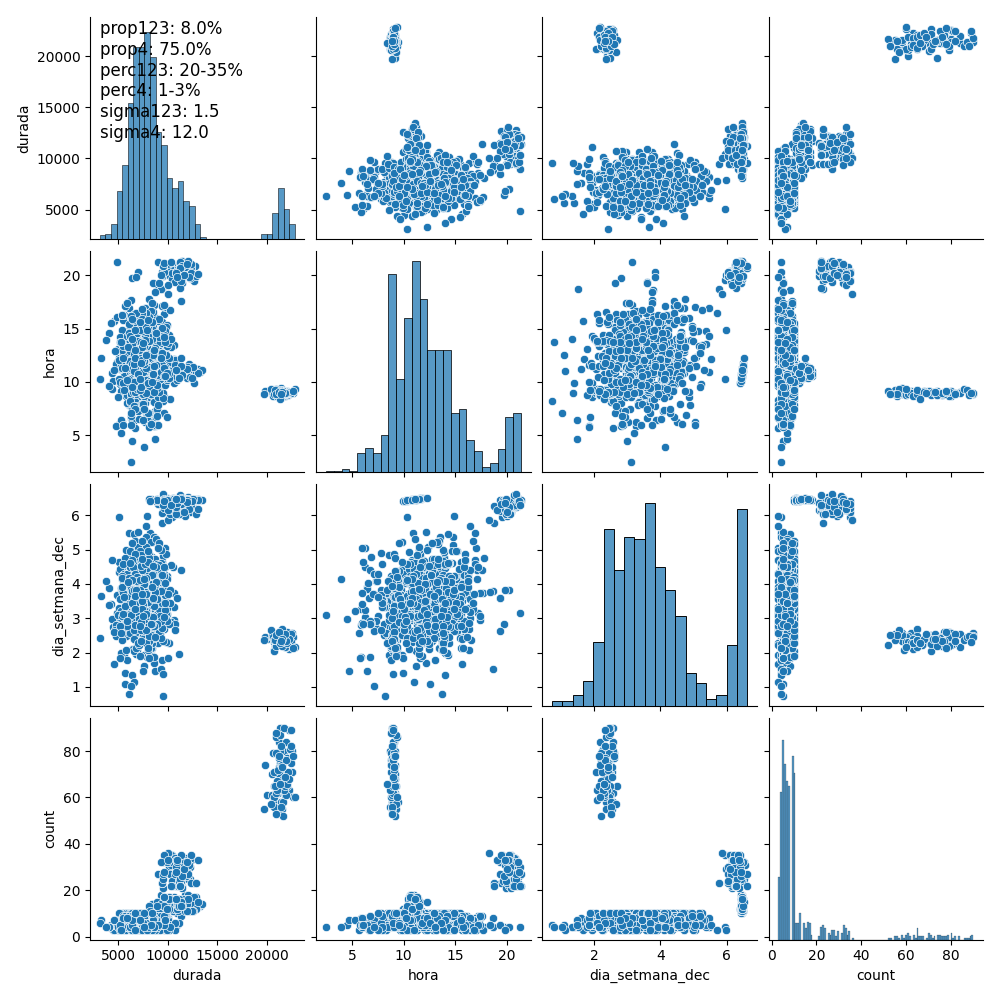 prop123: 8.0%
prop4: 75.0%
perc123: 20-35%
perc4: 1-3%
sigma123: 1.5
sigma4: 12.0
durada
20000
15000
10000
5000
hora
20
15
10
5
dia_setmana_dec
6
5
4
3
2
1
count
80
60
40
20
0
5000 10000 15000 20000
durada
5 10 15 20
hora
2 4 6
dia_setmana_dec
0 20 40 60 80
count